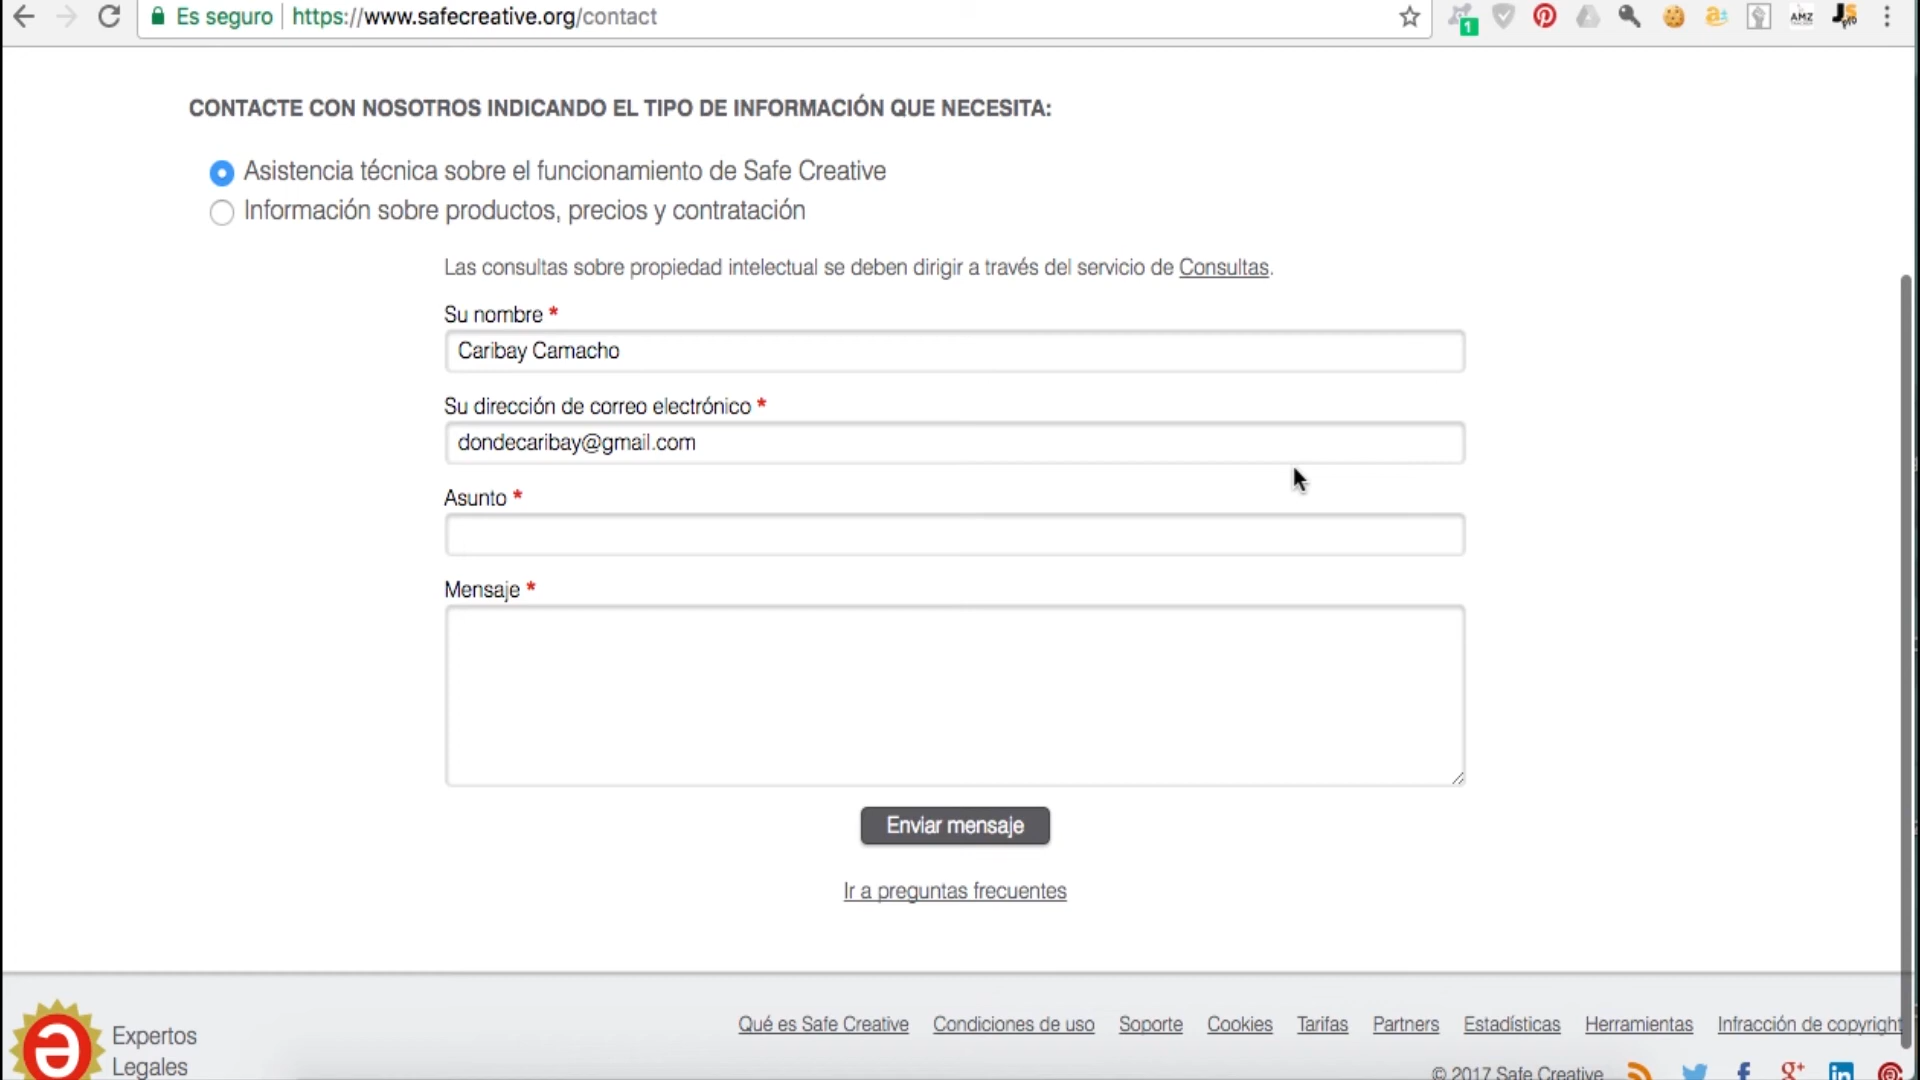 Es seguro https://www.safecreative.org/contact
1
AMZ
JS
pro
CONTACTE CON NOSOTROS INDICANDO EL TIPO DE INFORMACIÓN QUE NECESITA:
Asistencia técnica sobre el funcionamiento de Safe Creative
Información sobre productos, precios y contratación
Las consultas sobre propiedad intelectual se deben dirigir a través del servicio de Consultas.
Su nombre *
Caribay Camacho
Su dirección de correo electrónico *
dondecaribay@gmail.com
Asunto *
Mensaje *
Enviar mensaje
Ir a preguntas frecuentes
Expertos
Legales
Qué es Safe Creative Condiciones de uso Soporte Cookies Tarifas Partners Estadísticas Herramientas Infracción de copyright
© 2017 Safe Creative